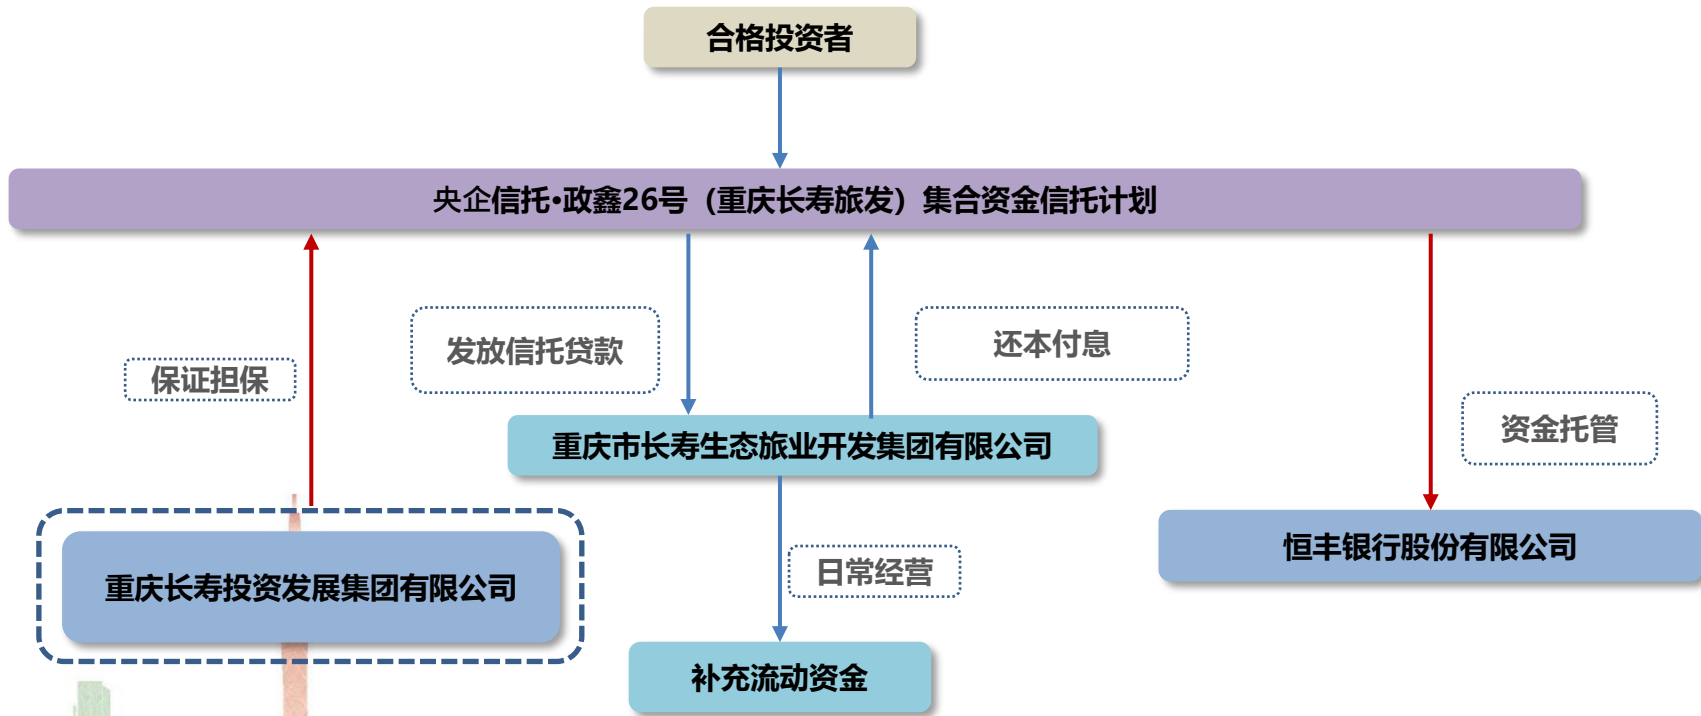 合格投资者
央企信托•政鑫26号（重庆长寿旅发）集合资金信托计划
发放信托贷款
还本付息
保证担保
资金托管
重庆市长寿生态旅业开发集团有限公司
恒丰银行股份有限公司
日常经营
重庆长寿投资发展集团有限公司
补充流动资金